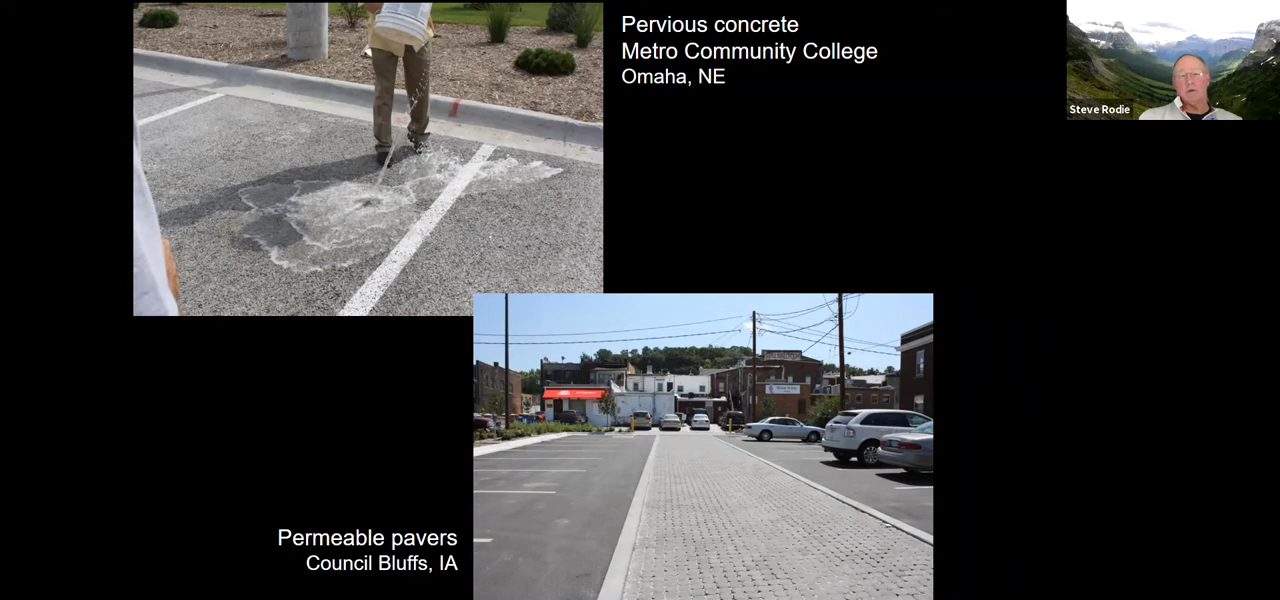 Pervious concrete
Metro Community College
Omaha, NE
Steve Rodie
Permeable pavers
Council Bluffs, IA